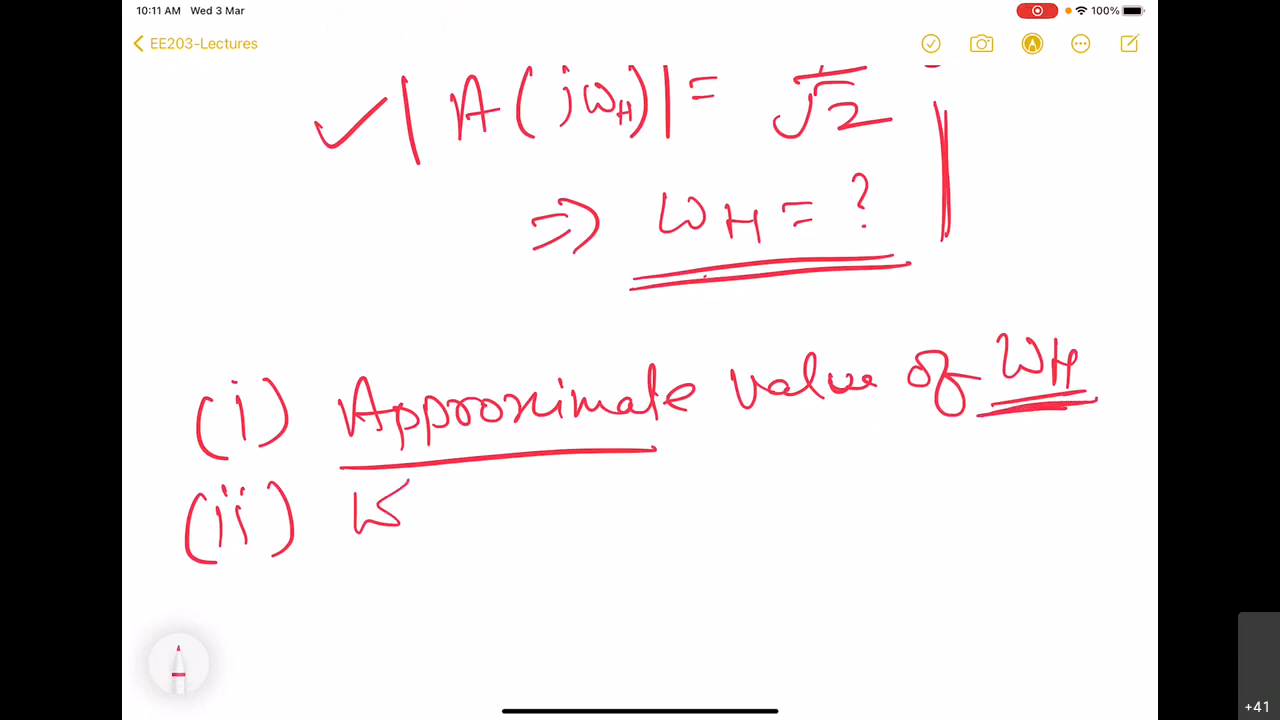 10:11 AM Wed 3 Mar
100%
EE203-Lectures
✓ | A(jωH)| = √2
⇒ ωH = ?
(i) Approximate value of ωH
(ii)
+41